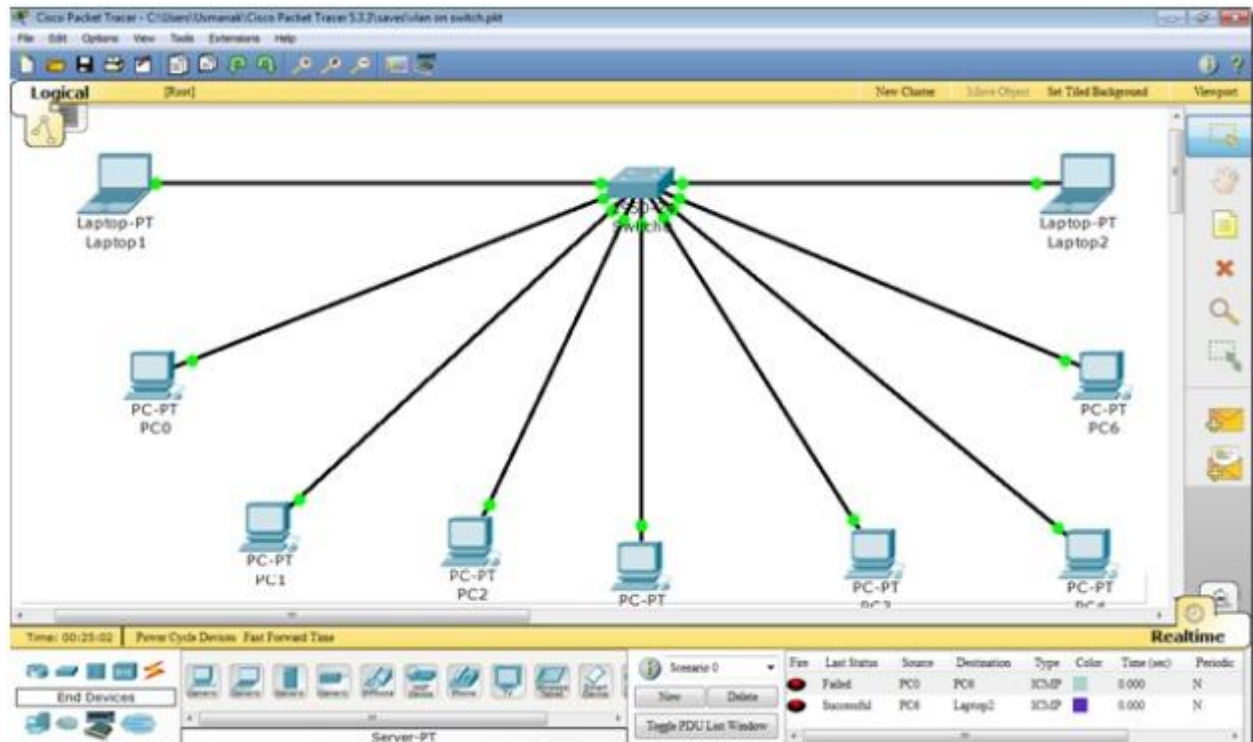 Cisco Packet Tracer - C:\Users\Usmanali\Cisco Packet Tracer 5.3.3\saves\vlan on switch.pkt
File Edit Options View Tools Extensions Help
Logical [Root] New Cluster Move Object Set Tiled Background Viewport
Laptop-PT
Laptop1
Laptop-PT
Laptop2
PC-PT
PC0
PC-PT
PC6
PC-PT
PC1
PC-PT
PC2
PC-PT
PC-PT
PC3
PC-PT
PC4
Time: 00:25:02 Power Cycle Devices Fast Forward Time Realtime
End Devices
Server-PT
Scenario 0
New Delete
Toggle PDU List Window
Fire Last Status Source Destination Type Color Time (sec) Periodic
Failed PC0 PC6 ICMP 0.000 N
Successful PC6 Laptop2 ICMP 0.000 N